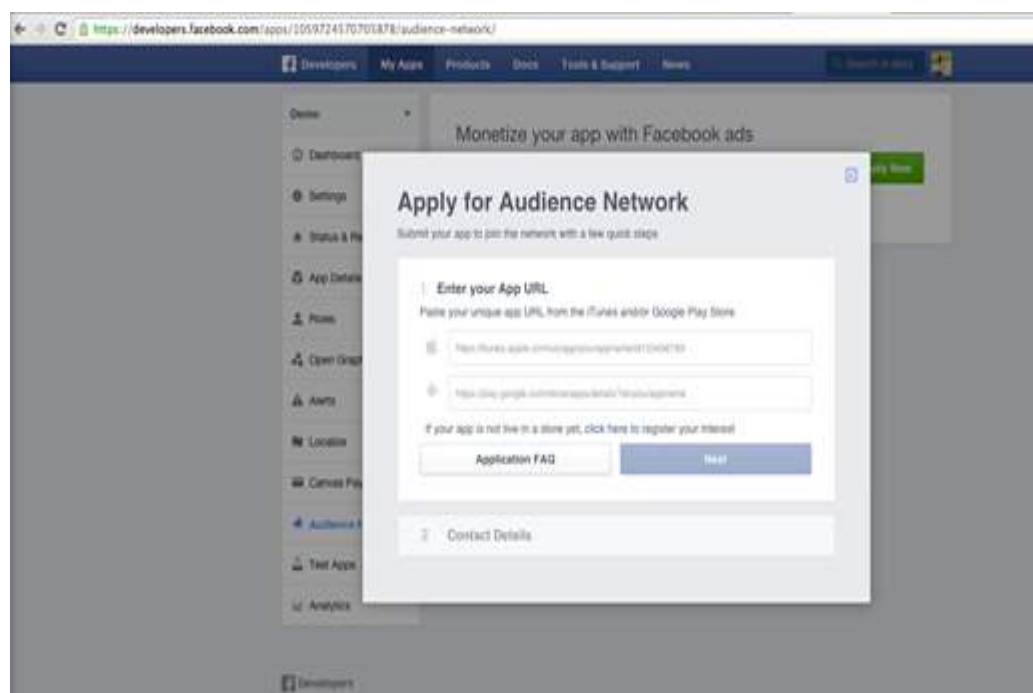 https://developers.facebook.com/apps/1059724570705878/audience-network/
Developers My Apps Products Docs Tools & Support News
Demo
Monetize your app with Facebook ads
Dashboard
Settings
Apply for Audience Network
Submit your app to join the network with a few quick steps
Status & Re
App Details
1 Enter your App URL
Paste your unique app URL from the iTunes and/or Google Play Store
Roles
Open Graph
Alerts
If your app is not live in a store yet, click here to register your interest
Localize
Application FAQ Next
Canvas Pay
Audience N
2 Contact Details
Test Apps
Analytics
Developers